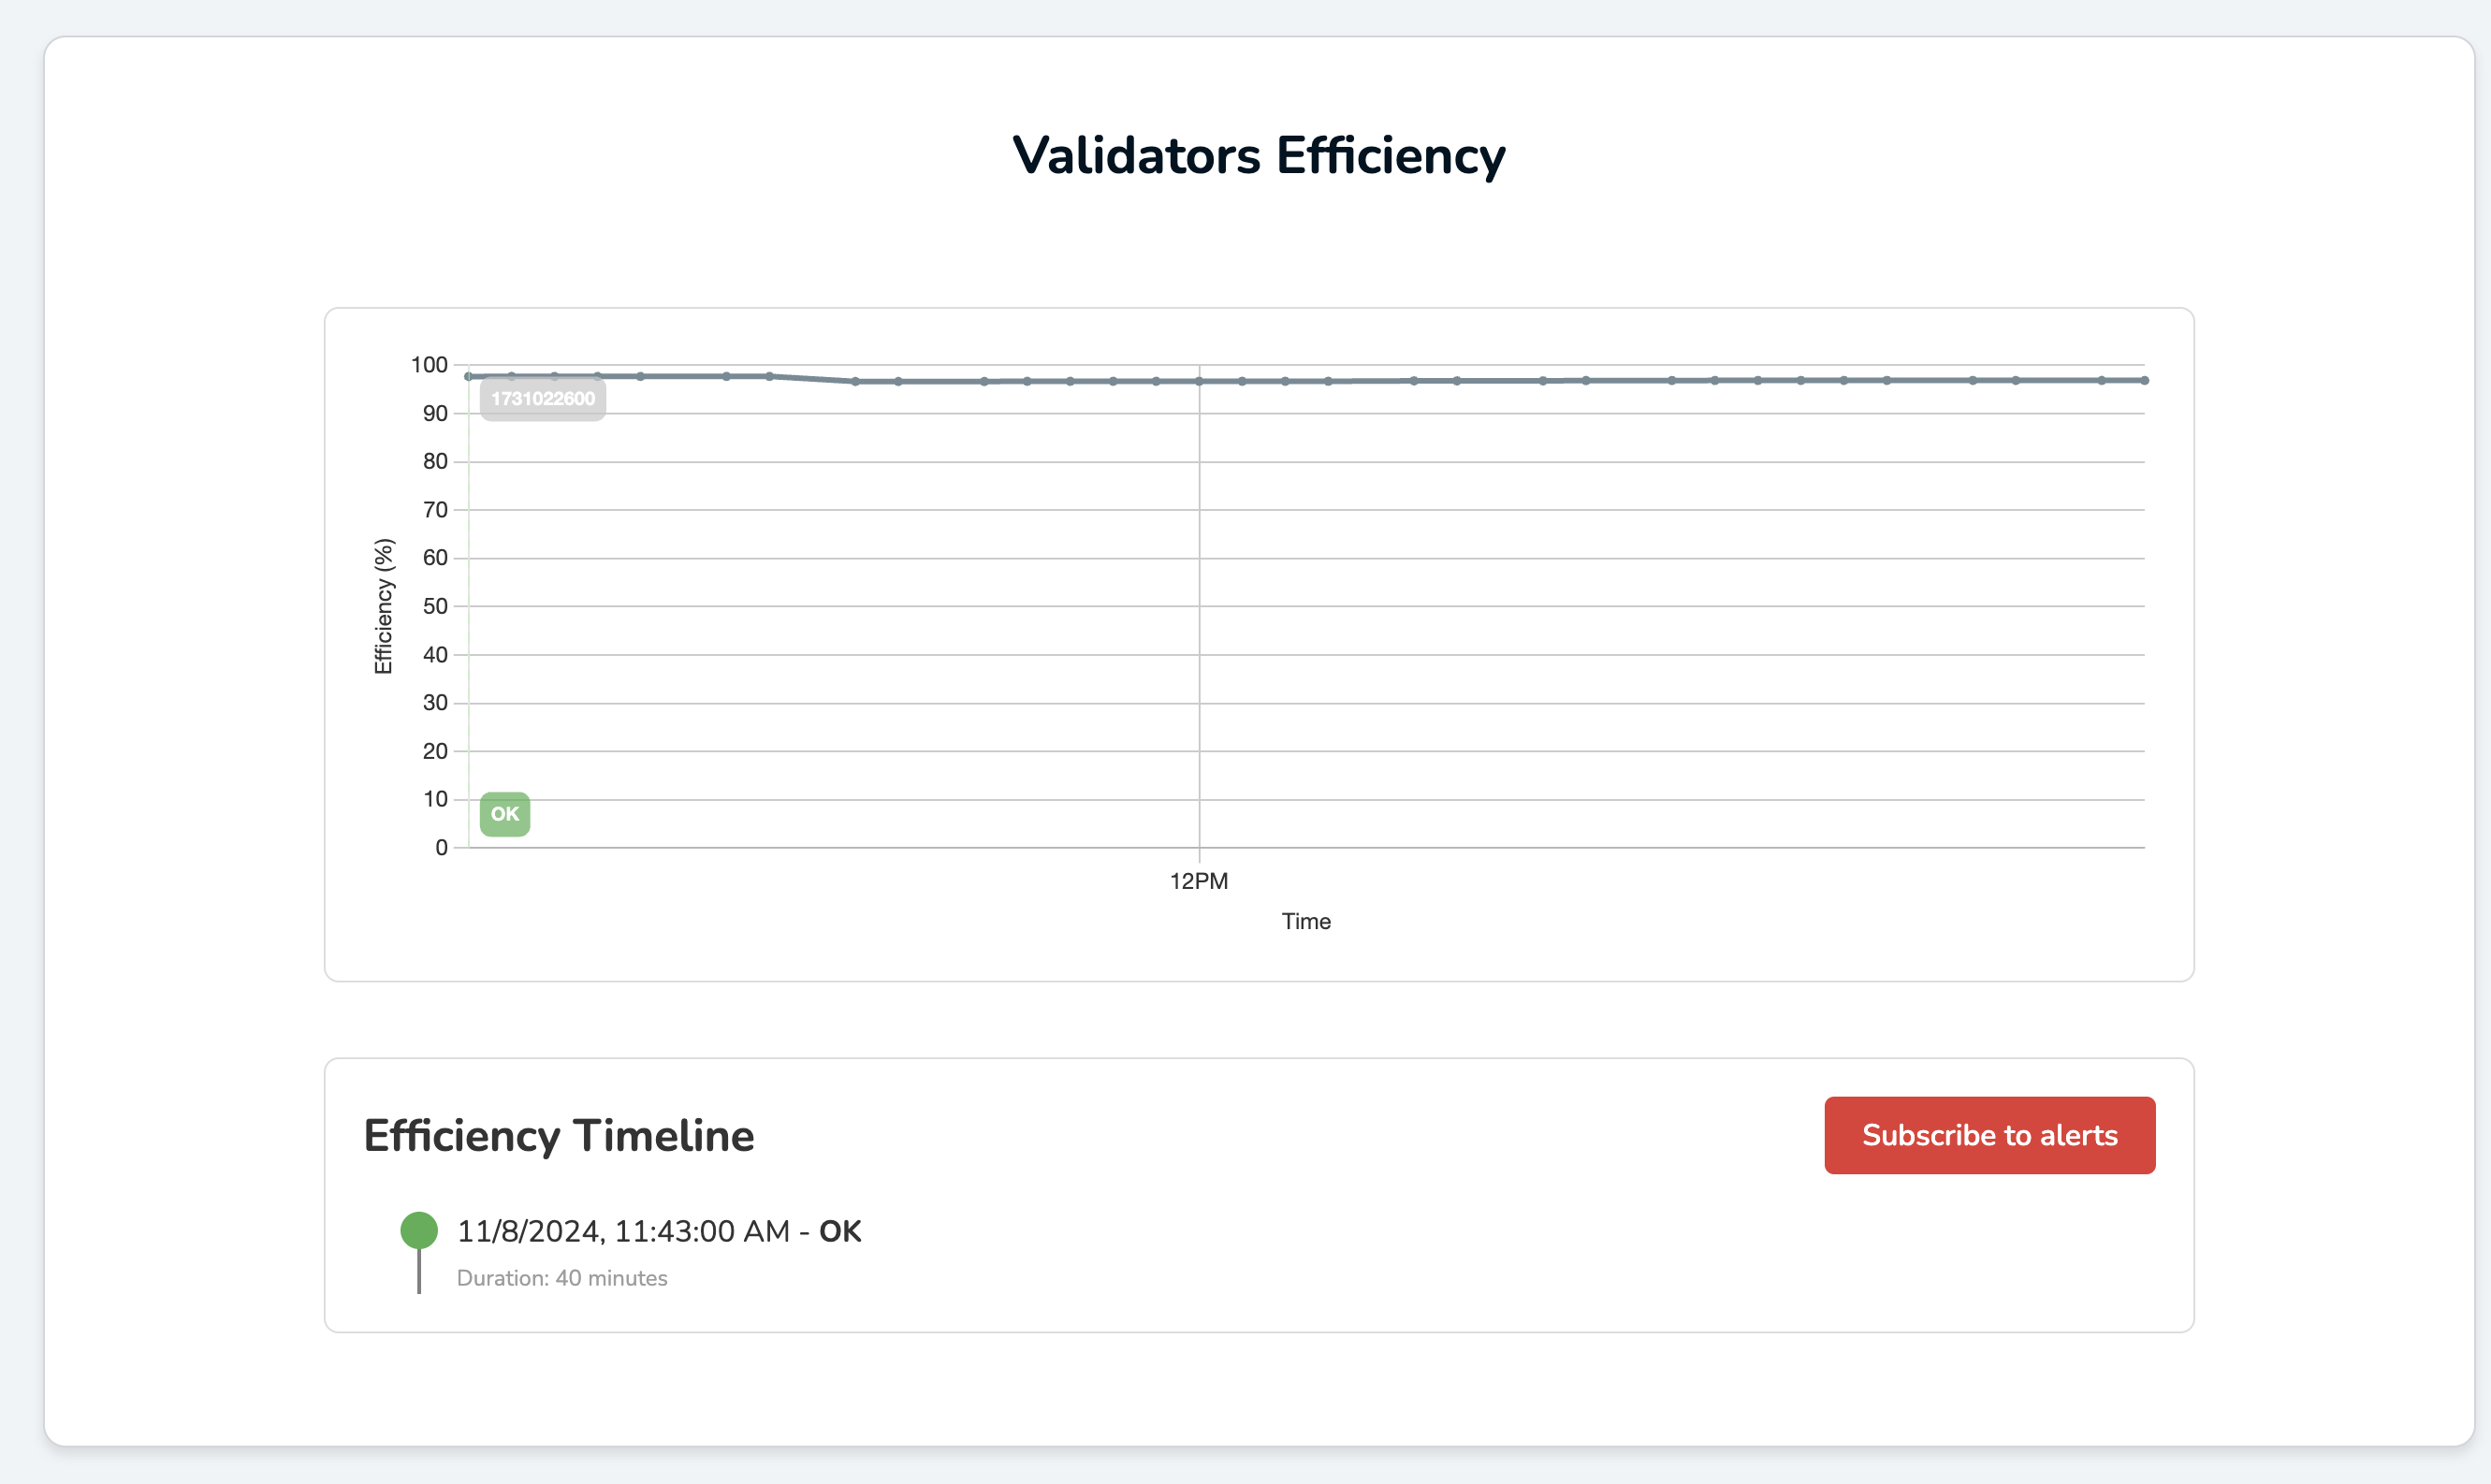 Validators Efficiency
100
1731022600
90
80
70
60
50
40
30
20
10
OK
0
Efficiency (%)
12PM
Time
Efficiency Timeline
Subscribe to alerts
11/8/2024, 11:43:00 AM - OK
Duration: 40 minutes